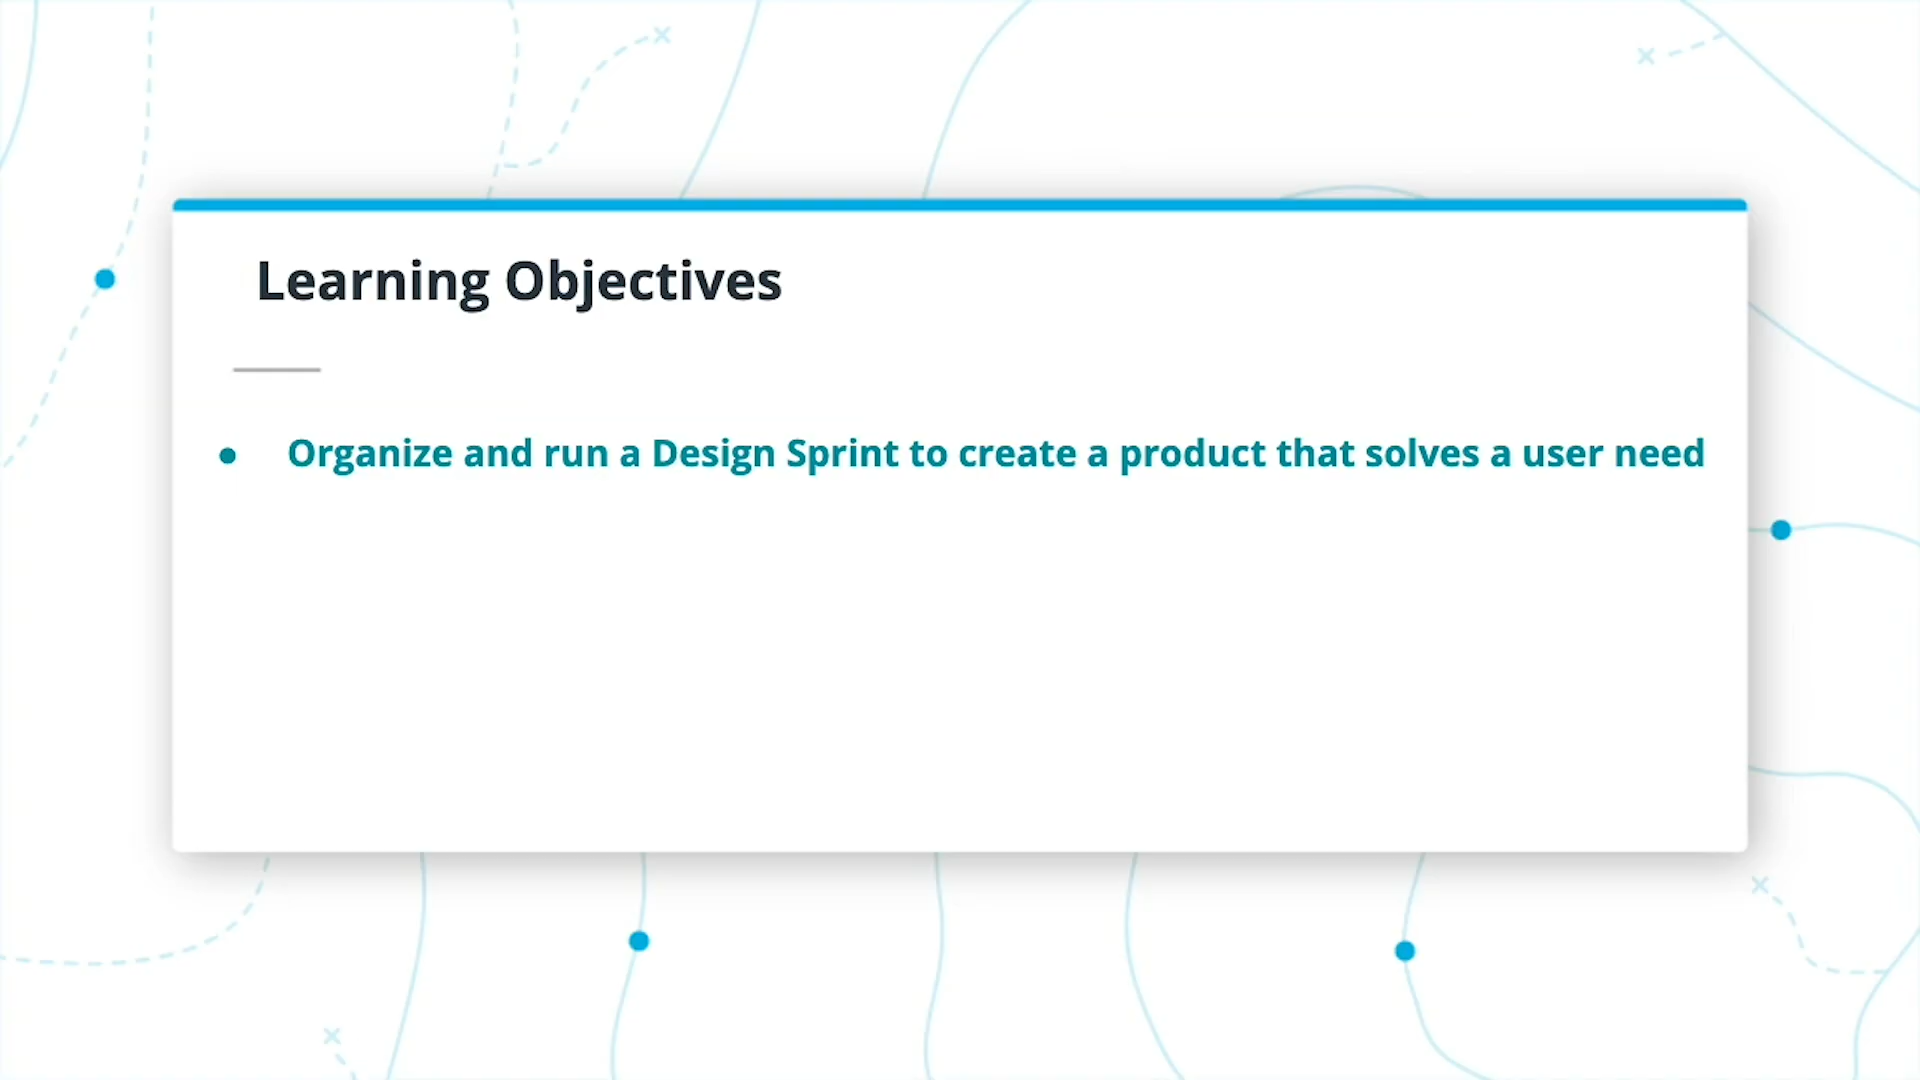 Learning Objectives
• Organize and run a Design Sprint to create a product that solves a user need